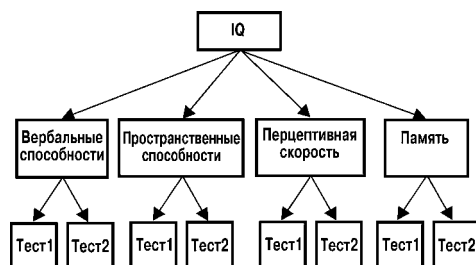 IQ
Вербальные
способности
Пространственные
способности
Перцептивная
скорость
Память
Тест1
Тест2
Тест1
Тест2
Тест1
Тест2
Тест1
Тест2